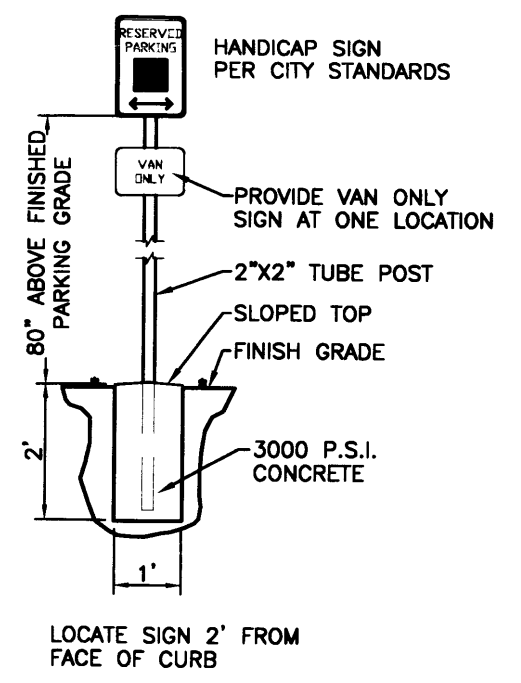 RESERVED
PARKING
HANDICAP SIGN
PER CITY STANDARDS
VAN
ONLY
PROVIDE VAN ONLY
SIGN AT ONE LOCATION
80" ABOVE FINISHED
PARKING GRADE
2"X2" TUBE POST
SLOPED TOP
FINISH GRADE
2'
3000 P.S.I.
CONCRETE
1'
LOCATE SIGN 2' FROM
FACE OF CURB